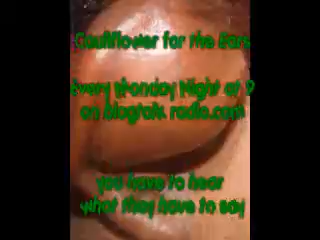 Cauliflower for the Ears
Every Monday Night at 9
on blogtalk radio.com
you have to hear
what they have to say